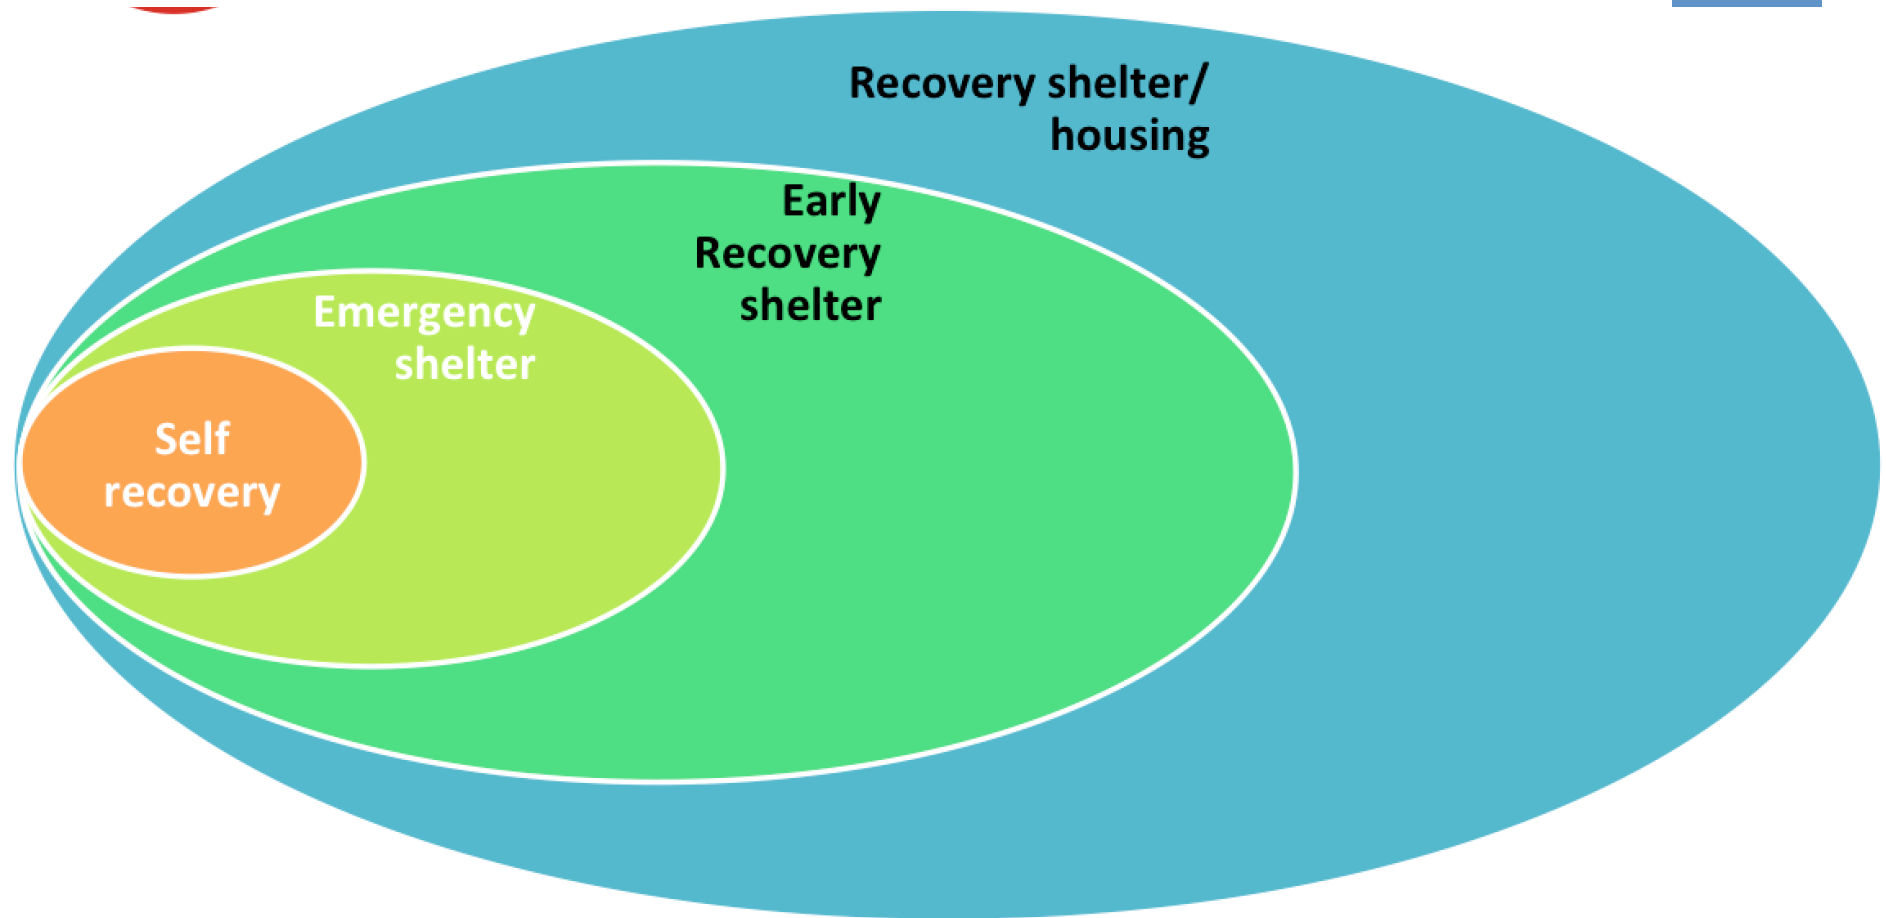 Recovery shelter/
housing
Early
Recovery
shelter
Emergency
shelter
Self
recovery